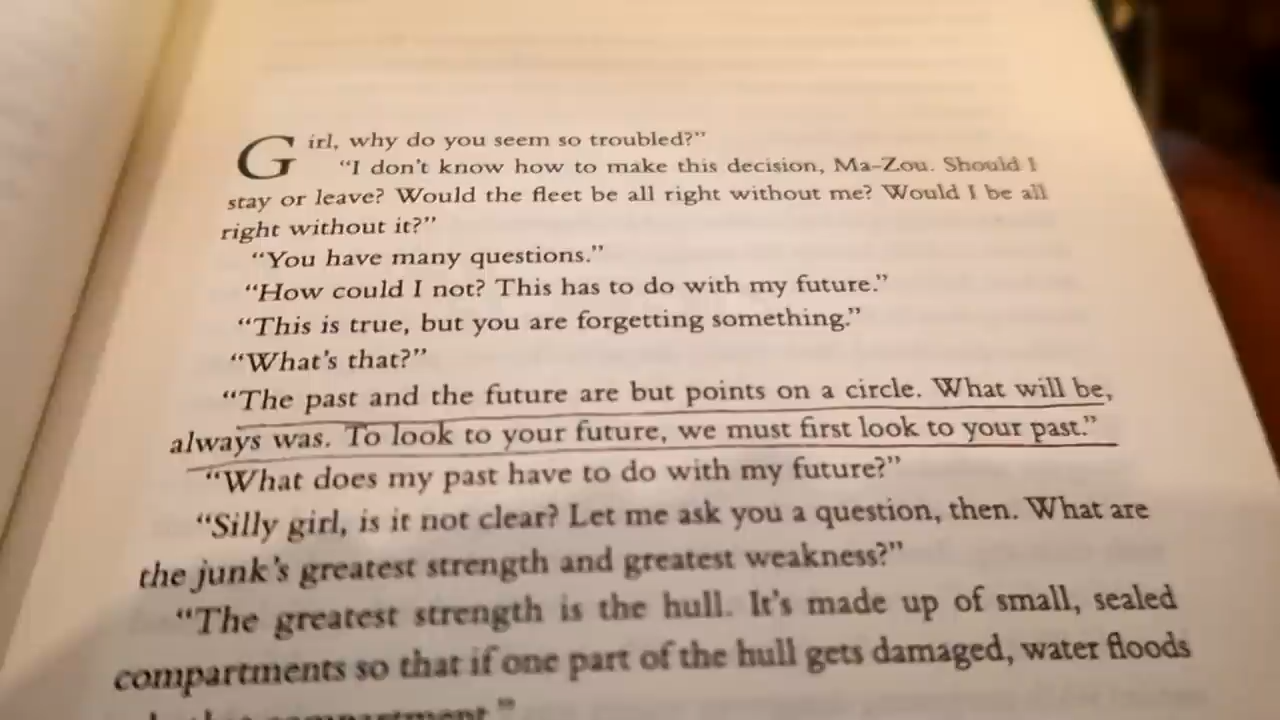 Girl, why do you seem so troubled?”
“I don’t know how to make this decision, Ma-Zou. Should I
stay or leave? Would the fleet be all right without me? Would I be all
right without it?”
“You have many questions.”
“How could I not? This has to do with my future.”
“This is true, but you are forgetting something.”
“What’s that?”
“The past and the future are but points on a circle. What will be,
always was. To look to your future, we must first look to your past.”
“What does my past have to do with my future?”
“Silly girl, is it not clear? Let me ask you a question, then. What are
the junk’s greatest strength and greatest weakness?”
“The greatest strength is the hull. It’s made up of small, sealed
compartments so that if one part of the hull gets damaged, water floods
compartment.”